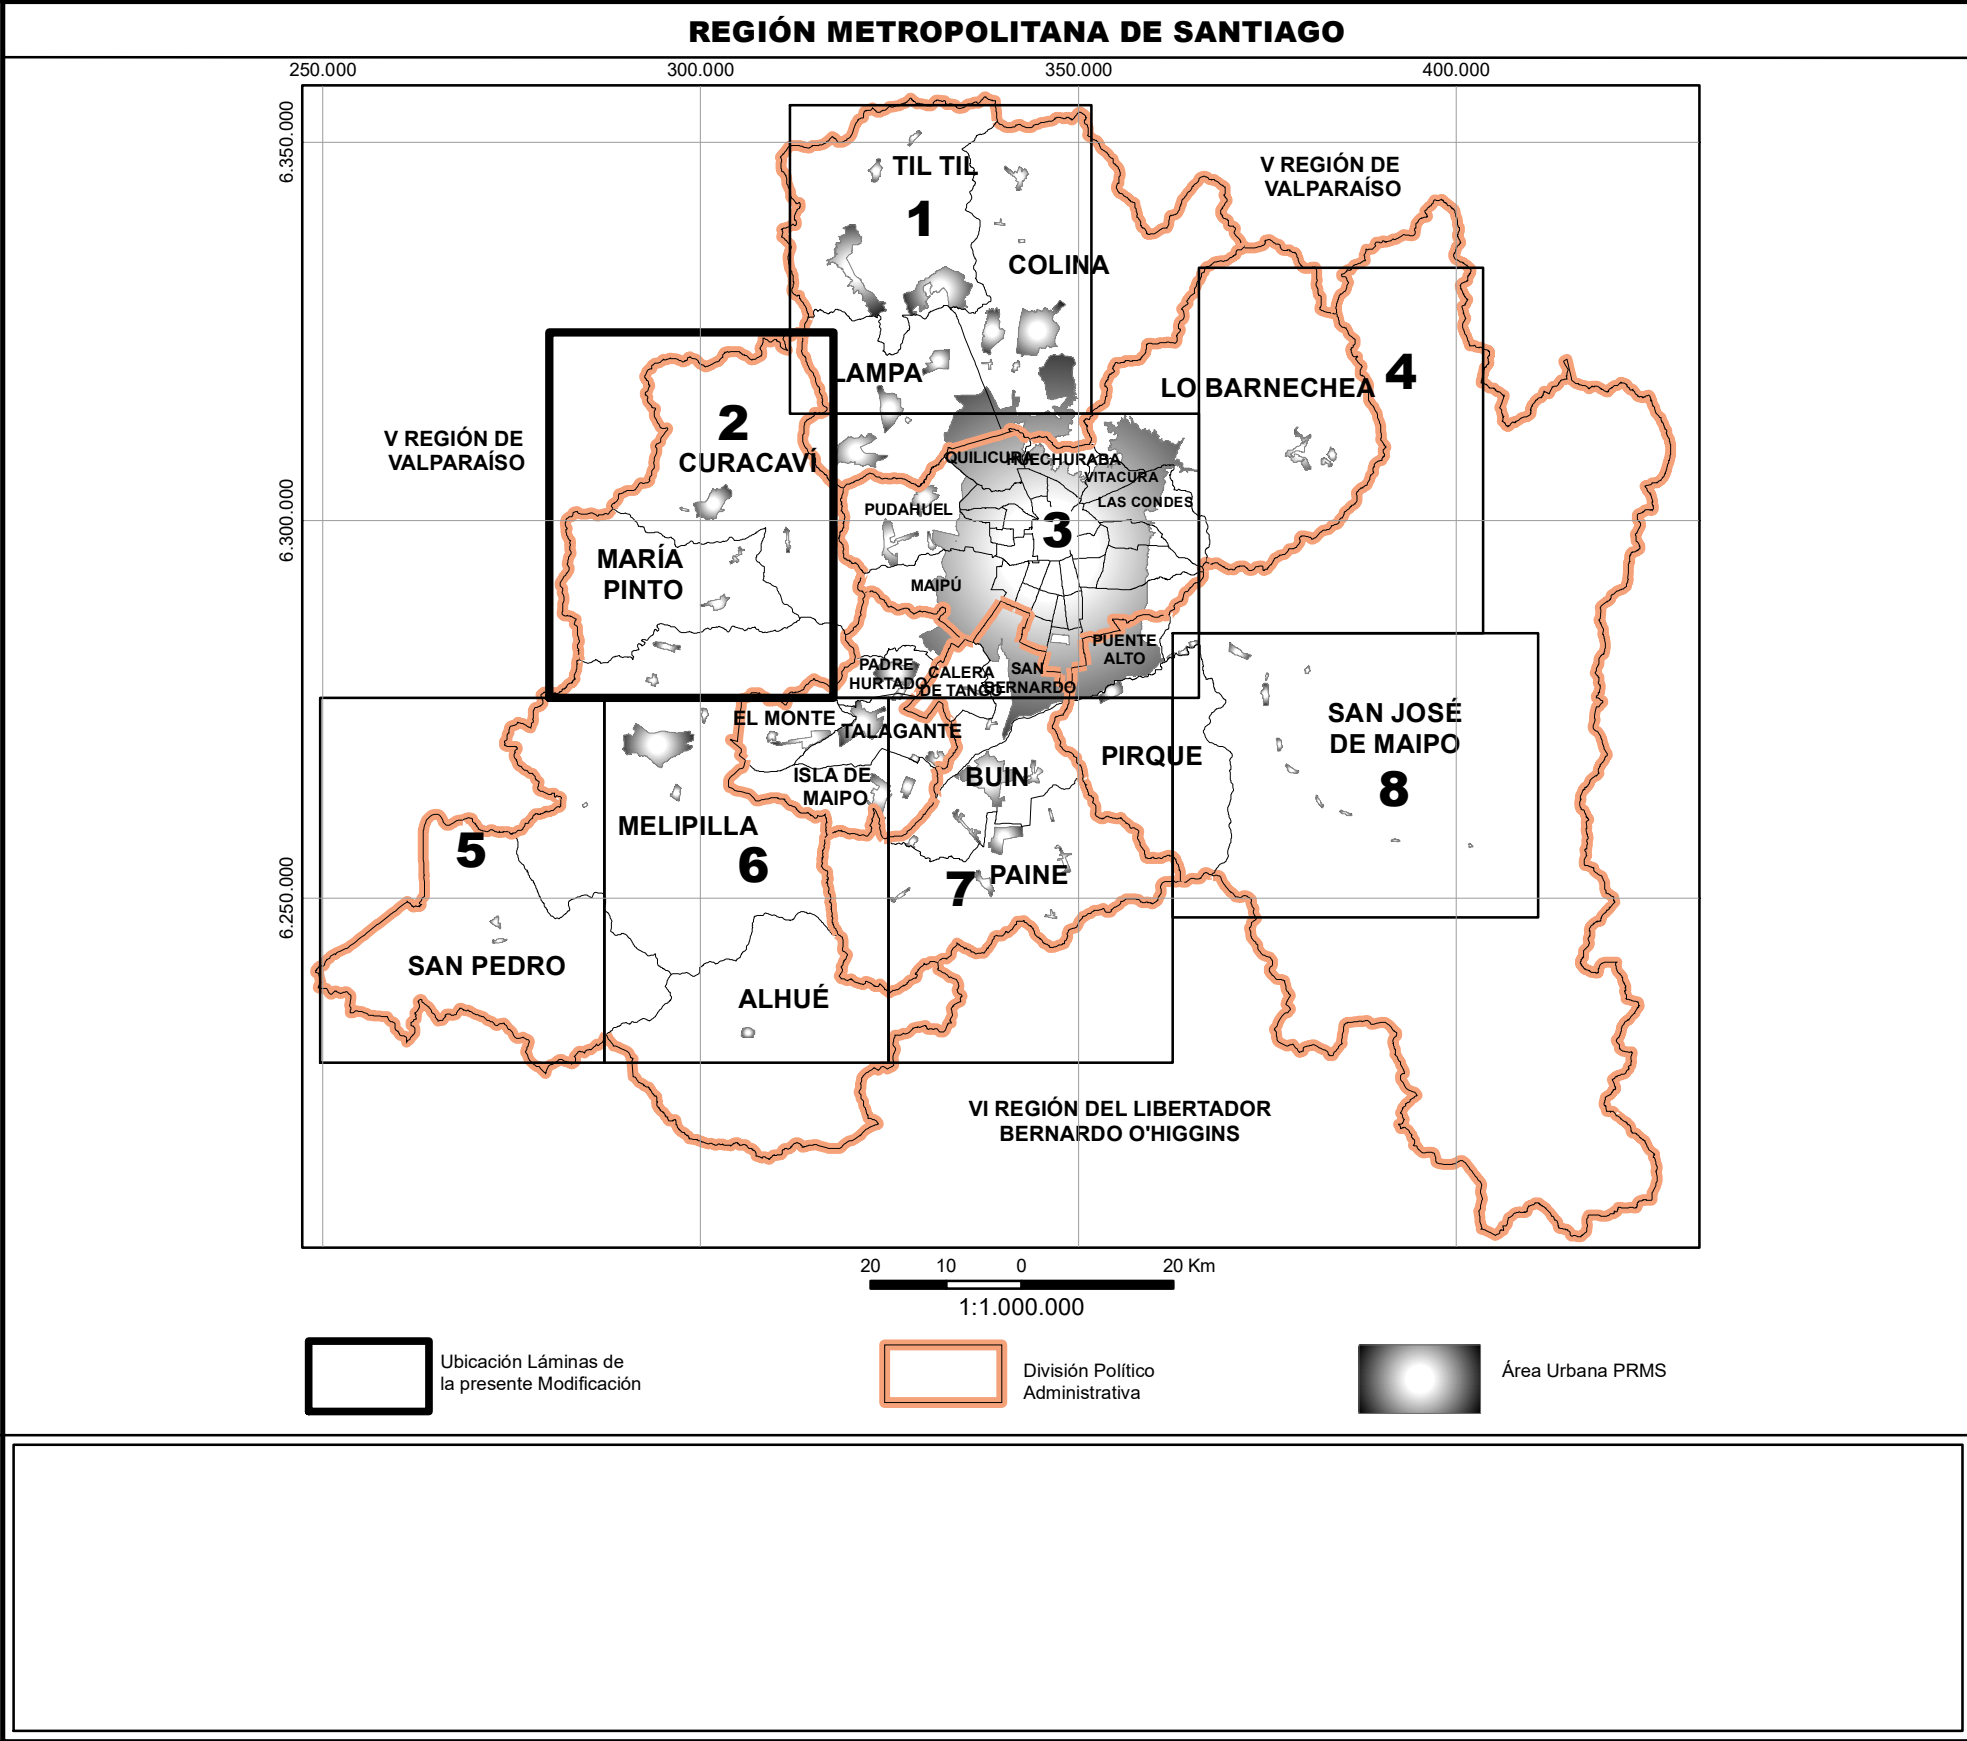 REGIÓN METROPOLITANA DE SANTIAGO
250.000 300.000 350.000 400.000
6.350.000
6.300.000
6.250.000
TIL TIL
1
COLINA
V REGIÓN DE
VALPARAÍSO
LAMPA
LO BARNECHEA
4
2
CURACAVÍ
V REGIÓN DE
VALPARAÍSO
QUILICURA
HUECHURABA
VITACURA
LAS CONDES
PUDAHUEL
3
MARÍA
PINTO
MAIPÚ
PUENTE
ALTO
PADRE
HURTADO
CALERA
DE TANGO
SAN
BERNARDO
EL MONTE
TALAGANTE
SAN JOSÉ
DE MAIPO
8
PIRQUE
ISLA DE
MAIPO
BUIN
MELIPILLA
5
6
7
PAINE
SAN PEDRO
ALHUÉ
VI REGIÓN DEL LIBERTADOR
BERNARDO O'HIGGINS
20 10 0 20 Km
1:1.000.000
Ubicación Láminas de
la presente Modificación
División Político
Administrativa
Área Urbana PRMS